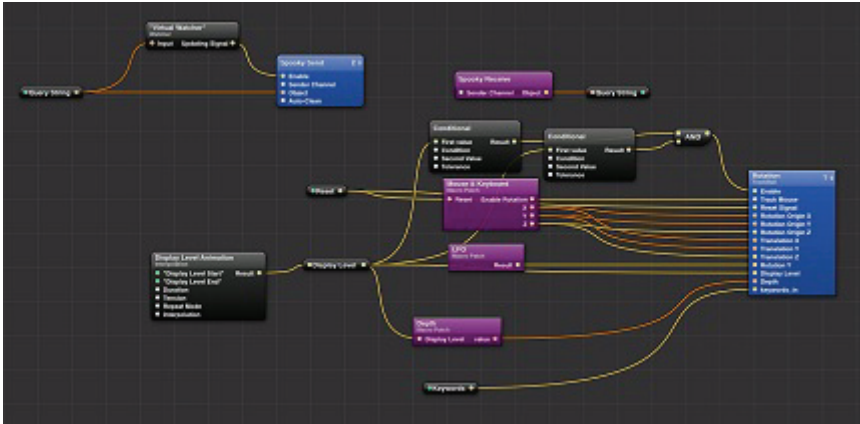 "Virtual Watcher"
Watcher
Input Updating Signal
Query String
Spooky Send
Enable
Sender Channel
Object
Auto-Clean
Spooky Receive
Sender Channel Object
Query String
Conditional
First value Result
Condition
Second Value
Tolerance
Conditional
First value Result
Condition
Second Value
Tolerance
AND
Reset
Mouse & Keyboard
Macro Patch
Reset Enable Rotation
X
Y
Z
Rotation
Enable
Track Mouse
Reset Signal
Rotation Origin X
Rotation Origin Y
Rotation Origin Z
Translation X
Translation Y
Translation Z
Rotation Y
Display Level
Depth
keywords_in
Display Level Animation
Interpolation
"Display Level Start" Result
"Display Level End"
Duration
Tension
Repeat Mode
Interpolation
Display Level
LFO
Macro Patch
Result
Depth
Macro Patch
Display Level value
Keywords